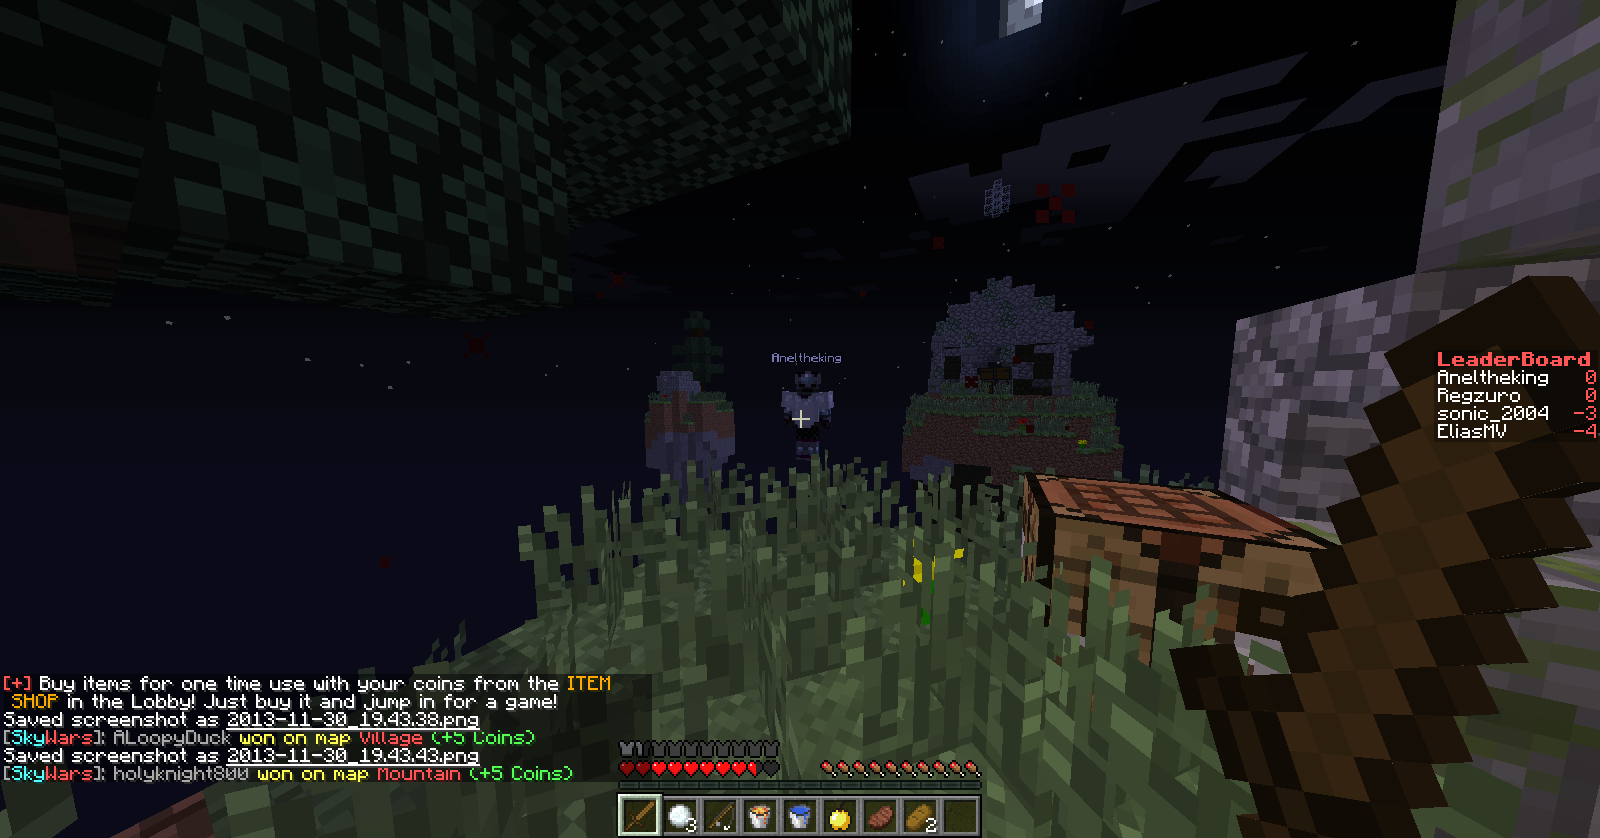 Aneltheking
LeaderBoard
Aneltheking 0
Regzuro 0
sonic_2004 -3
EliasMV -4
[+] Buy items for one time use with your coins from the ITEM
SHOP in the Lobby! Just buy it and jump in for a game!
Saved screenshot as 2013-11-30_19.43.38.png
[SkyWars]: ALoopyDuck won on map Village (+5 Coins)
Saved screenshot as 2013-11-30_19.43.43.png
[SkyWars]: holyknight800 won on map Mountain (+5 Coins)
3
2